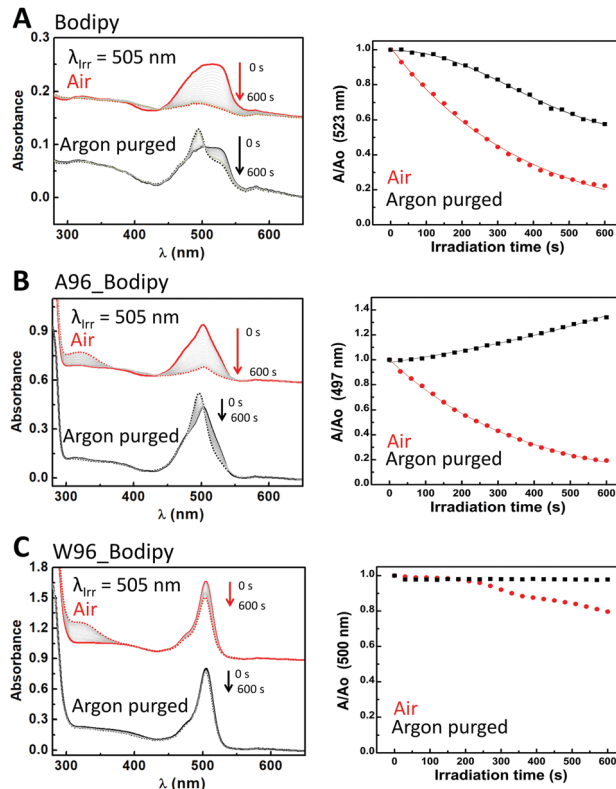 A
Bodipy
λIrr = 505 nm
Air
0 s
600 s
Argon purged
0 s
600 s
Absorbance
0.3
0.2
0.1
0.0
300 400 500 600
λ (nm)
A/Ao (523 nm)
1.0
0.8
0.6
0.4
0.2
0 100 200 300 400 500 600
Irradiation time (s)
Air
Argon purged
B
A96_Bodipy
λIrr = 505 nm
Air
0 s
600 s
Argon purged
0 s
600 s
Absorbance
0.9
0.6
0.3
0.0
300 400 500 600
λ (nm)
A/Ao (497 nm)
1.4
1.2
1.0
0.8
0.6
0.4
0.2
0 100 200 300 400 500 600
Irradiation time (s)
Air
Argon purged
C
W96_Bodipy
λIrr = 505 nm
Air
0 s
600 s
Argon purged
0 s
600 s
Absorbance
1.8
1.5
1.2
0.9
0.6
0.3
0.0
300 400 500 600
λ (nm)
A/Ao (500 nm)
1.0
0.8
0.6
0.4
0 100 200 300 400 500 600
Irradiation time (s)
Air
Argon purged